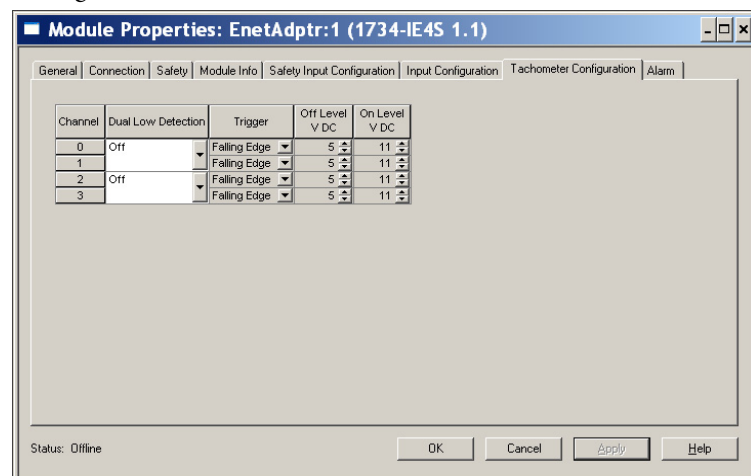 Module Properties: EnetAdptr:1 (1734-IE4S 1.1)
General Connection Safety Module Info Safety Input Configuration Input Configuration Tachometer Configuration Alarm
Channel Dual Low Detection Trigger Off Level V DC On Level V DC
0 Off Falling Edge 5 11
1 Falling Edge 5 11
2 Off Falling Edge 5 11
3 Falling Edge 5 11
Status: Offline OK Cancel Apply Help